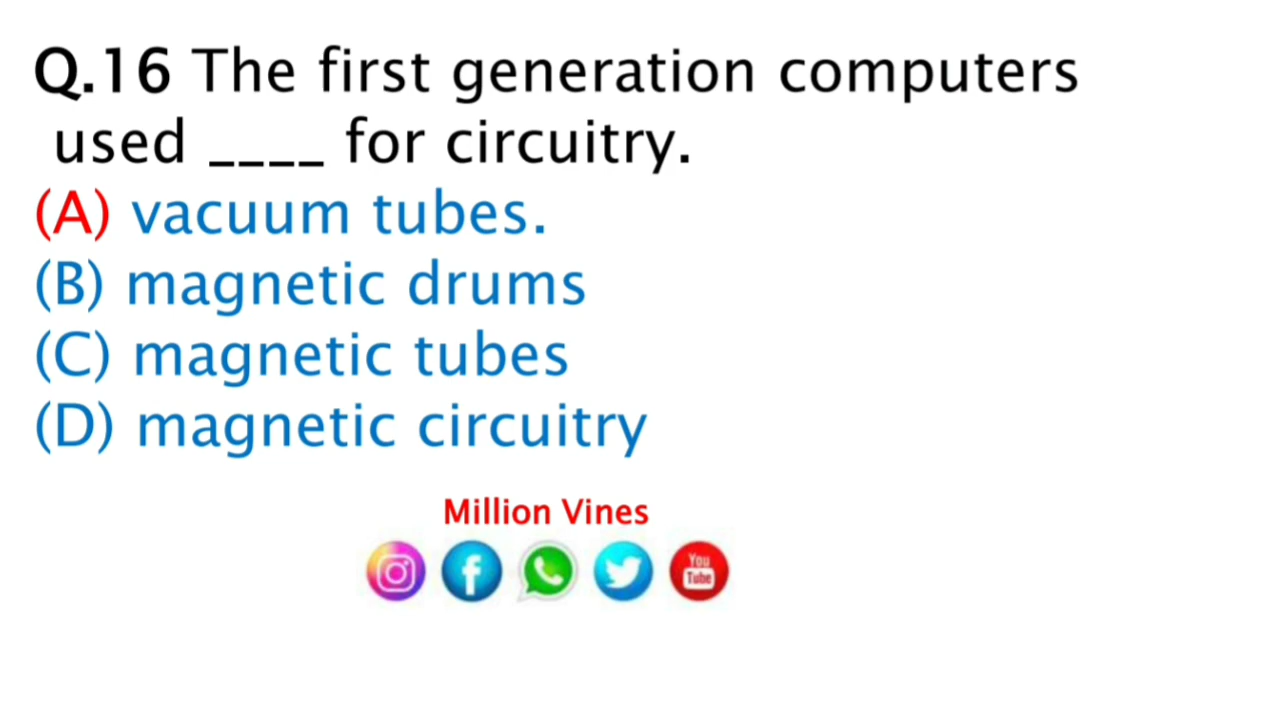 Q.16 The first generation computers
used ____ for circuitry.
(A) vacuum tubes.
(B) magnetic drums
(C) magnetic tubes
(D) magnetic circuitry
Million Vines
You
Tube